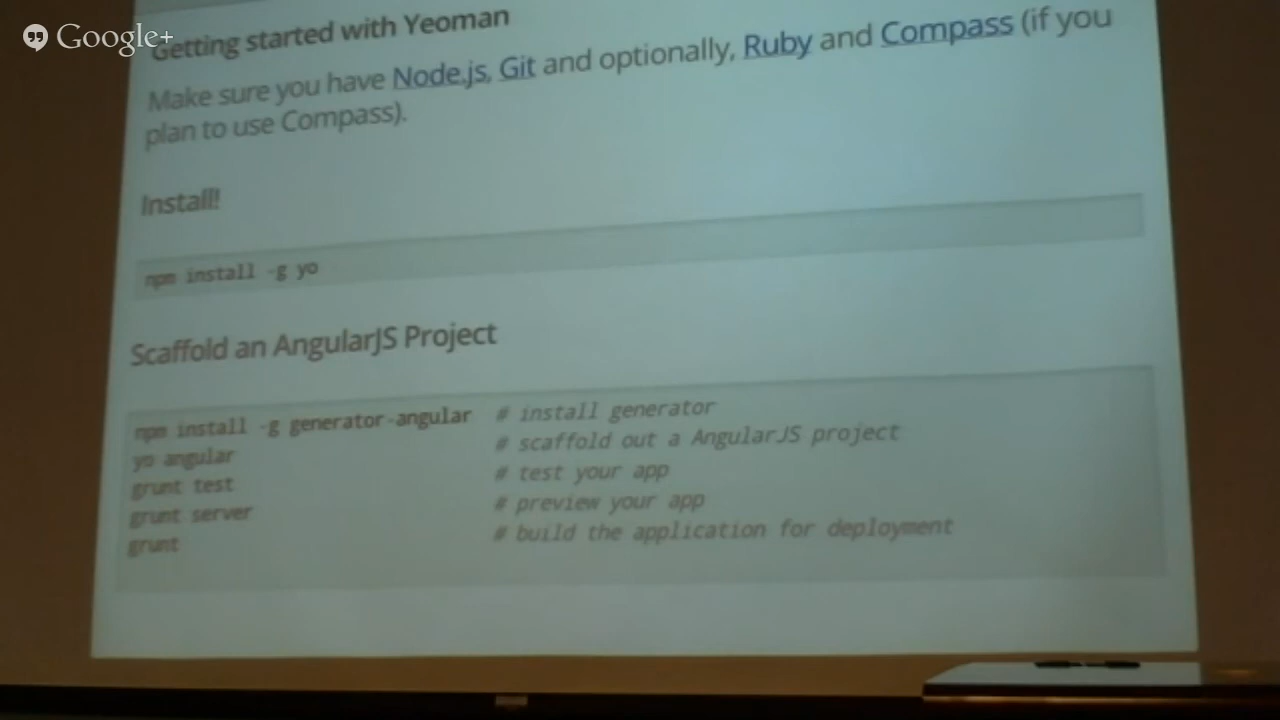 Google+
Getting started with Yeoman
Make sure you have Node.js, Git and optionally, Ruby and Compass (if you
plan to use Compass).
Install!
npm install -g yo
Scaffold an AngularJS Project
npm install -g generator-angular # install generator
yo angular # scaffold out a AngularJS project
grunt test # test your app
grunt server # preview your app
grunt # build the application for deployment